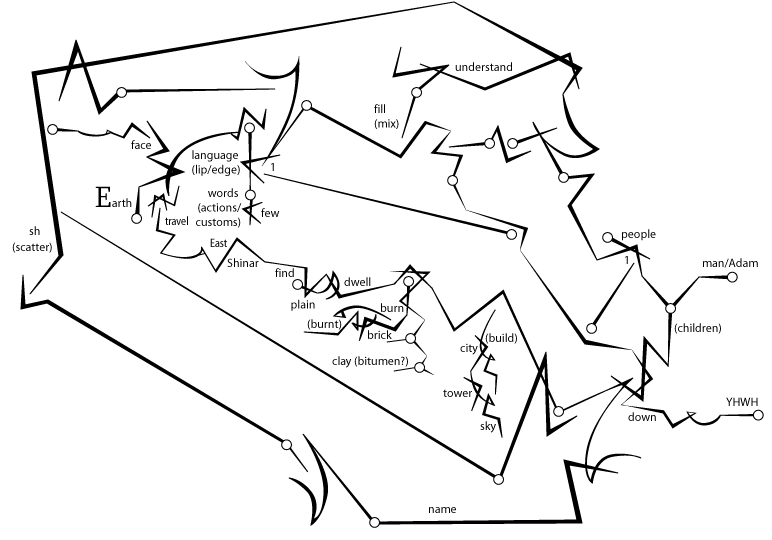 understand
fill
(mix)
face
language
(lip/edge)
1
Earth
words
(actions/
customs)
few
travel
sh
(scatter)
East
Shinar
people
1
man/Adam
find
dwell
plain
burn
(burnt)
brick
(children)
clay (bitumen?)
(build)
city
tower
sky
YHWH
down
name